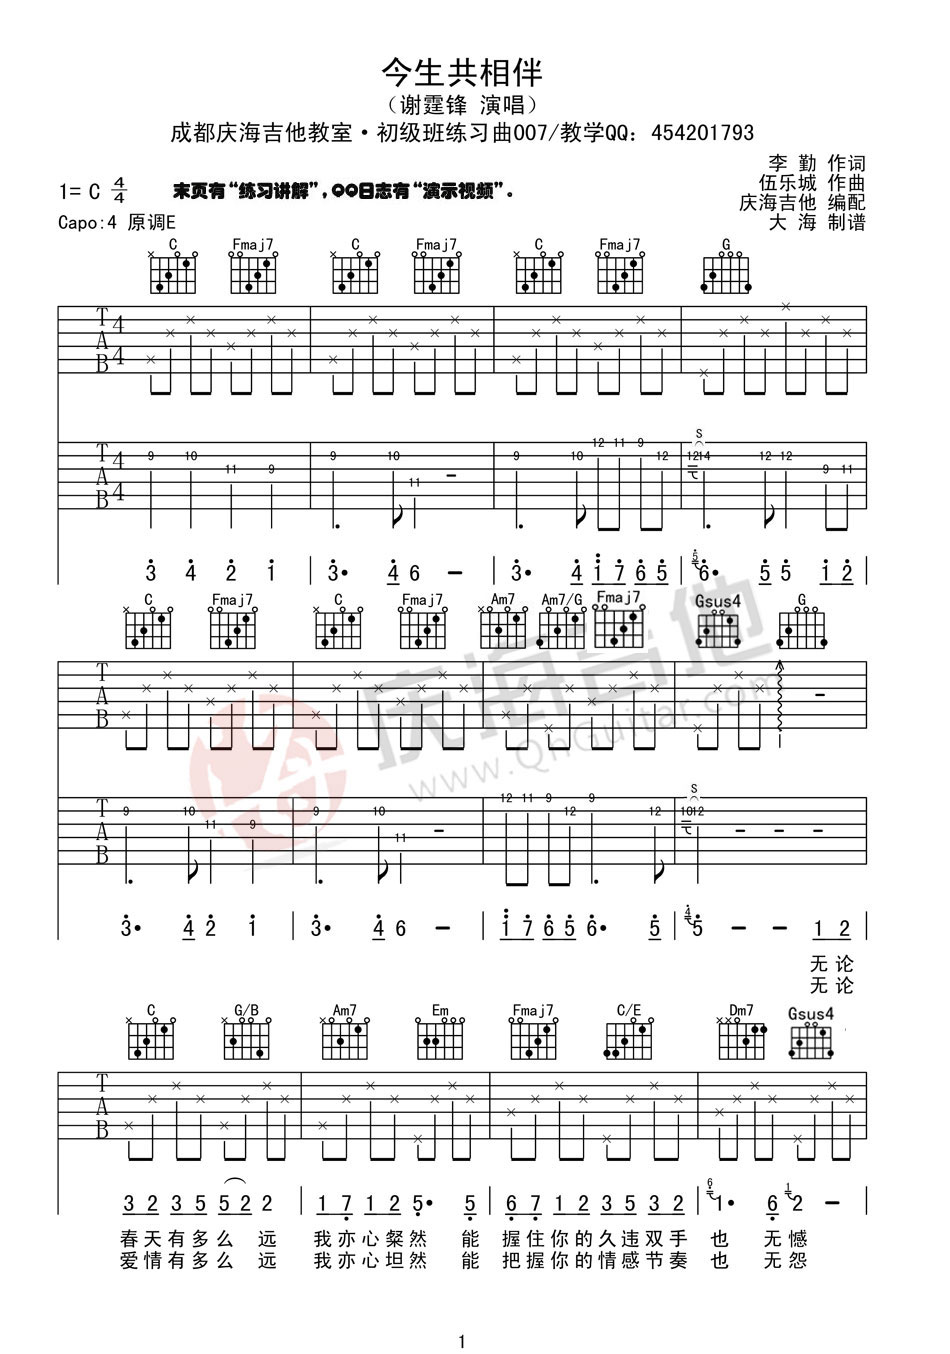 今生共相伴
（谢霆锋 演唱）
成都庆海吉他教室·初级班练习曲007/教学QQ：454201793
李 勤 作词
1= C 4/4 末页有“练习讲解”，QQ日志有“演示视频”。 伍乐城 作曲
庆海吉他 编配
Capo:4 原调E 大 海 制谱
C Fmaj7 C Fmaj7 C Fmaj7 G
T A B 4 4
S
T A B 4 4 9 10 11 9 9 10 11 9 10 12 11 9 12 12 14 12 12 9 11
3 4 2 1 3· 4 6 - 3· 4 1 7 6 5 5 6· 5 5 1 2
C Fmaj7 C Fmaj7 Am7 Am7/G Fmaj7 Gsus4 G
庆海吉他
www.QhGuitar.com
T A B
S
T A B 9 10 11 9 9 10 11 12 11 9 12 9 12 10 12
3· 4 2 1 3· 4 6 - 1 7 6 5 6· 5 4 5 - - 1 2
无 论
无 论
C G/B Am7 Em Fmaj7 C/E Dm7 Gsus4
T A B
3 2 3 5 5 2 2 1 7 1 2 5· 5 6 7 1 2 3 5 3 2 6 1· 6 1 2 -
春 天 有 多 么 远 我 亦 心 粲 然 能 握 住 你 的 久 违 双 手 也 无 憾
爱 情 有 多 么 远 我 亦 心 坦 然 能 把 握 你 的 情 感 节 奏 也 无 怨
1